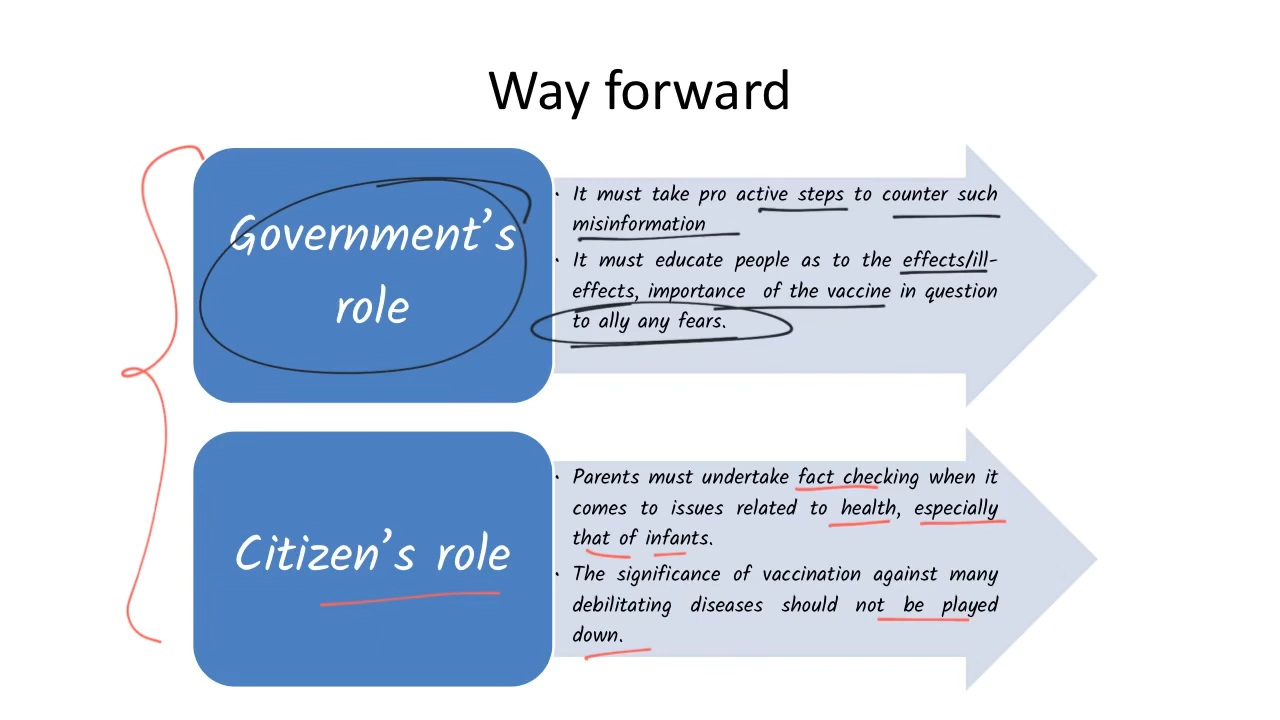 Way forward
Government's
role
• It must take pro active steps to counter such
misinformation
• It must educate people as to the effects/ill-
effects, importance of the vaccine in question
to ally any fears.
Citizen's role
• Parents must undertake fact checking when it
comes to issues related to health, especially
that of infants.
• The significance of vaccination against many
debilitating diseases should not be played
down.